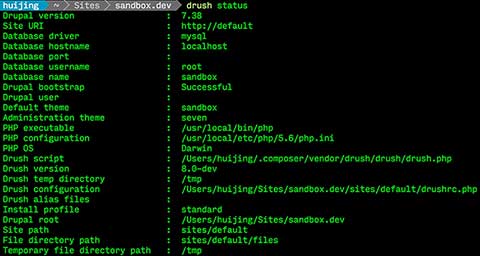 huijing ~ Sites sandbox.dev drush status
Drupal version : 7.38
Site URI : http://default
Database driver : mysql
Database hostname : localhost
Database port :
Database username : root
Database name : sandbox
Drupal bootstrap : Successful
Drupal user :
Default theme : sandbox
Administration theme : seven
PHP executable : /usr/local/bin/php
PHP configuration : /usr/local/etc/php/5.6/php.ini
PHP OS : Darwin
Drush script : /Users/huijing/.composer/vendor/drush/drush/drush.php
Drush version : 8.0-dev
Drush temp directory : /tmp
Drush configuration : /Users/huijing/Sites/sandbox.dev/sites/default/drushrc.php
Drush alias files :
Install profile : standard
Drupal root : /Users/huijing/Sites/sandbox.dev
Site path : sites/default
File directory path : sites/default/files
Temporary file directory path : /tmp